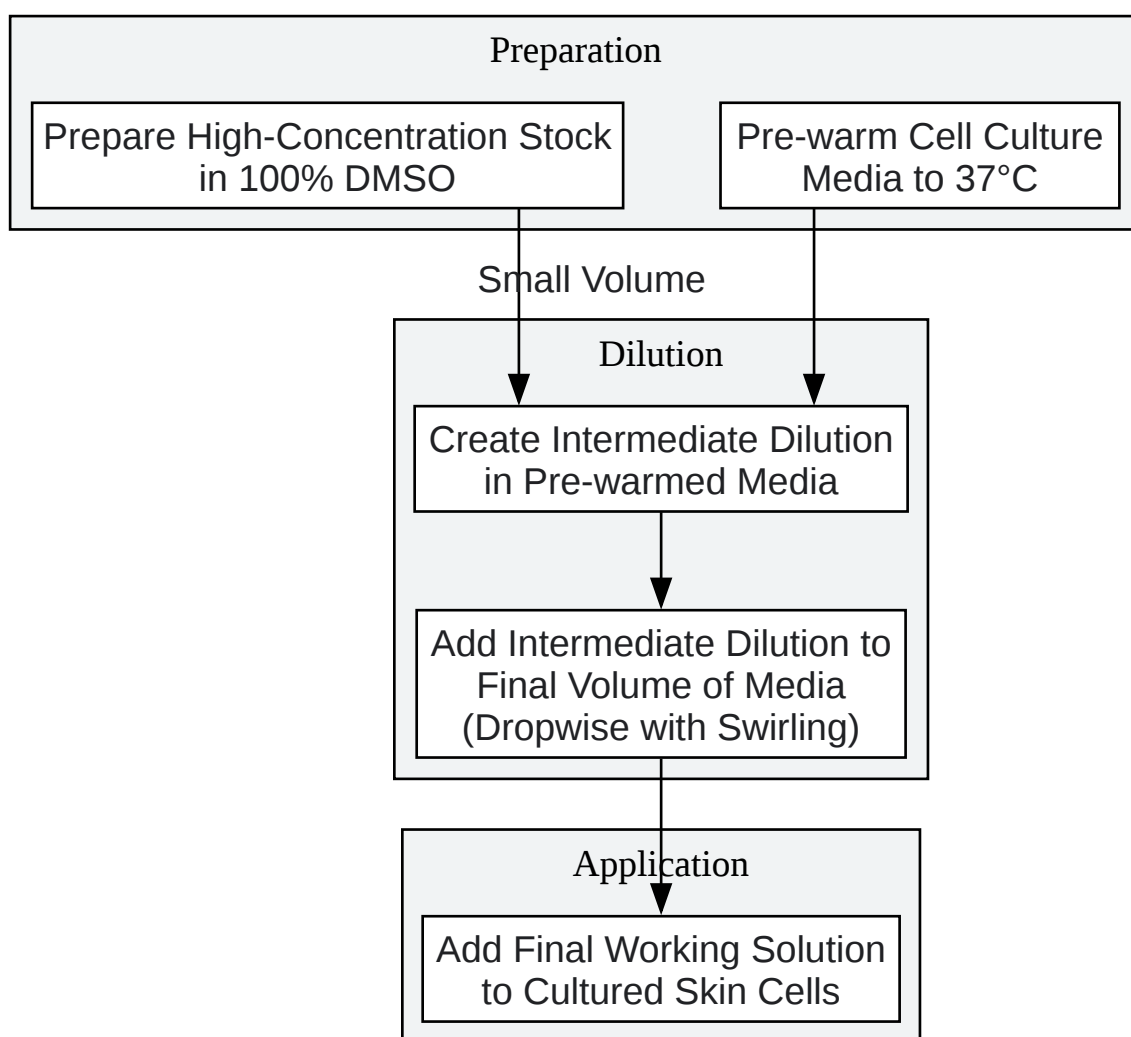 Preparation
Prepare High-Concentration Stock
in 100% DMSO
Pre-warm Cell Culture
Media to 37°C
Small Volume
Dilution
Create Intermediate Dilution
in Pre-warmed Media
Add Intermediate Dilution to
Final Volume of Media
(Dropwise with Swirling)
Application
Add Final Working Solution
to Cultured Skin Cells